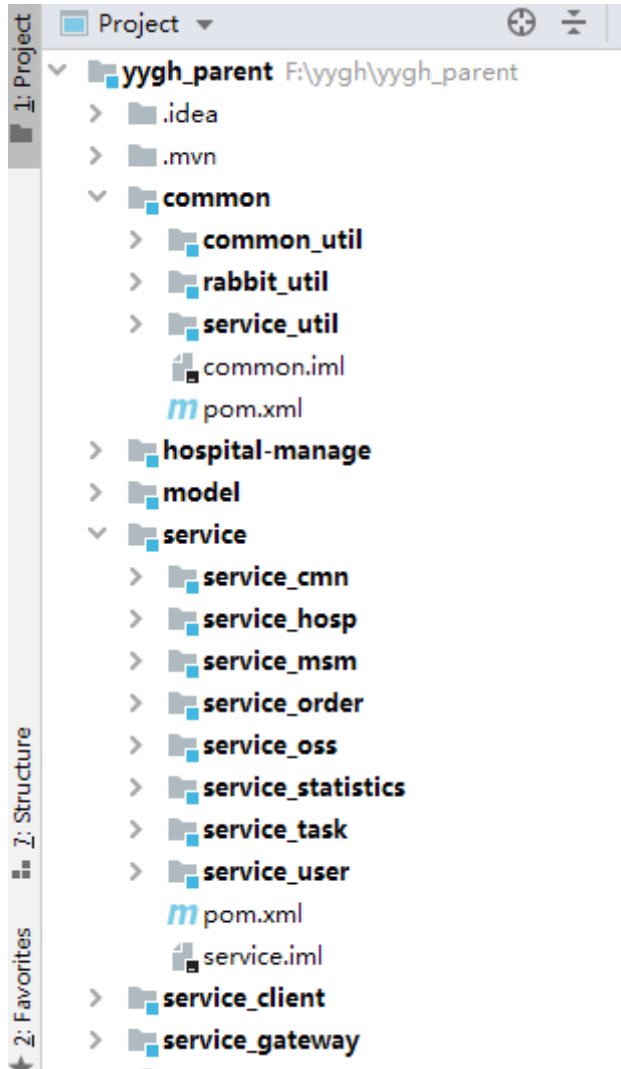 Project
yygh_parent F:\yygh\yygh_parent
.idea
.mvn
common
common_util
rabbit_util
service_util
common.iml
m pom.xml
hospital-manage
model
service
service_cmn
service_hosp
service_msm
service_order
service_oss
service_statistics
service_task
service_user
m pom.xml
service.iml
service_client
service_gateway
1: Project
7: Structure
2: Favorites